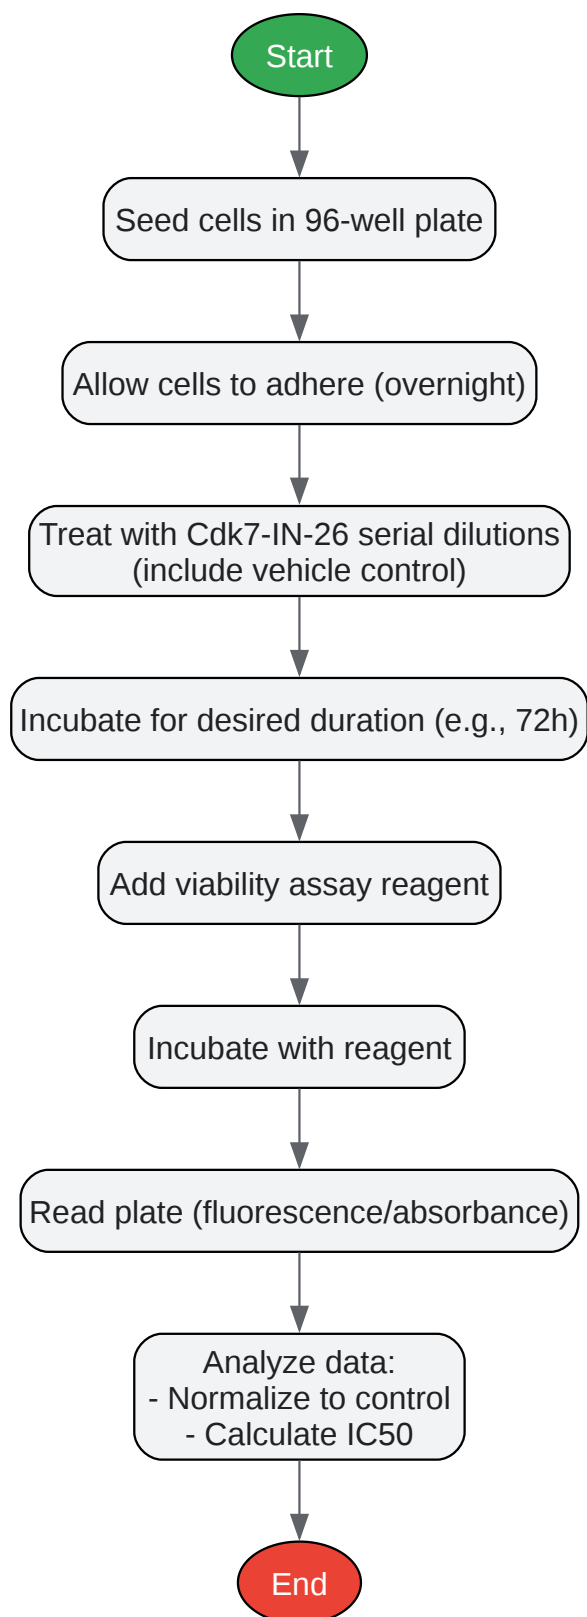 Start
Seed cells in 96-well plate
Allow cells to adhere (overnight)
Treat with Cdk7-IN-26 serial dilutions
(include vehicle control)
Incubate for desired duration (e.g., 72h)
Add viability assay reagent
Incubate with reagent
Read plate (fluorescence/absorbance)
Analyze data:
- Normalize to control
- Calculate IC50
End